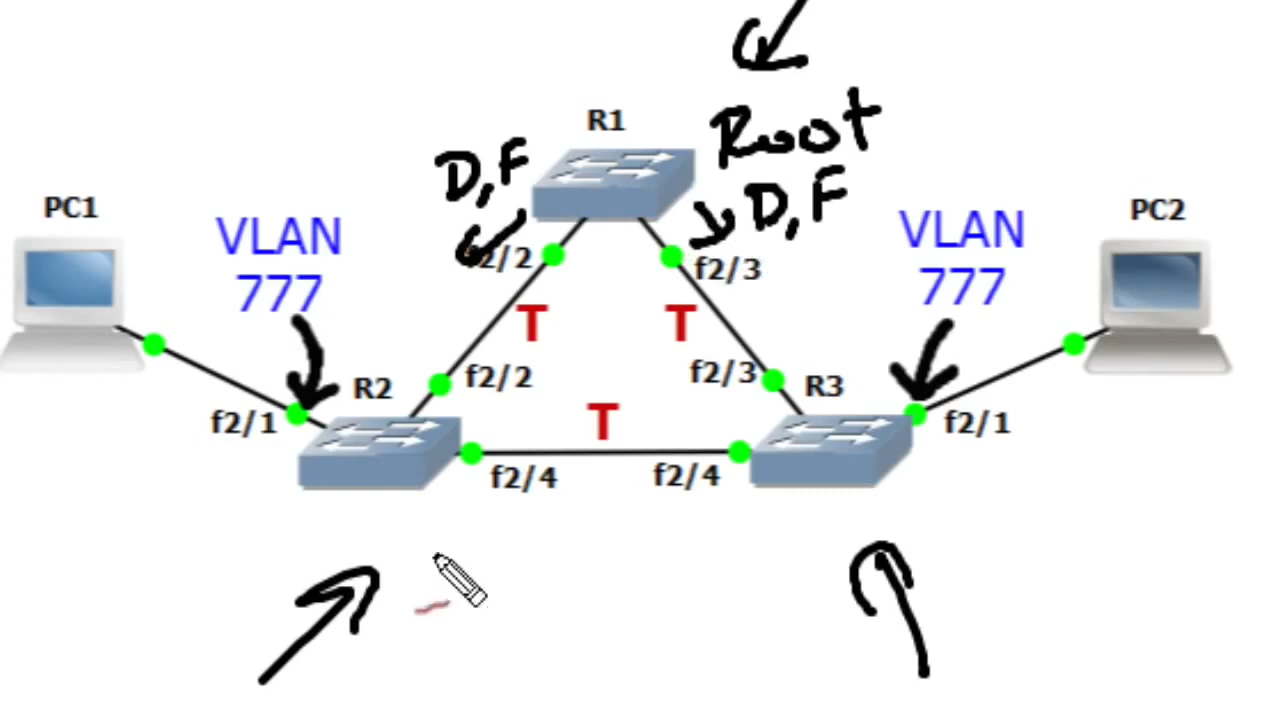 R1
Root
D,F
D,F
PC1
PC2
VLAN
777
VLAN
777
f2/2
f2/3
T
T
f2/2
f2/3
R2
R3
T
f2/1
f2/1
f2/4
f2/4